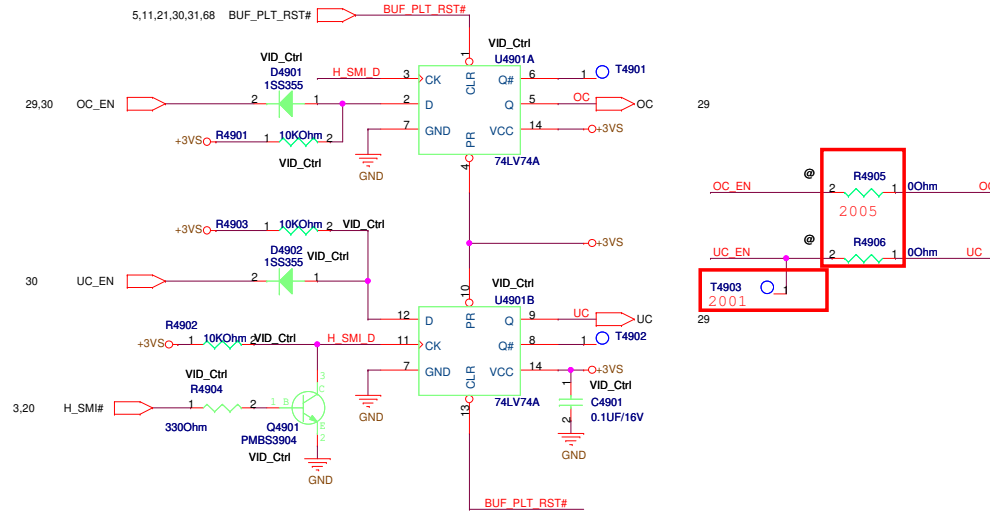 5,11,21,30,31,68 BUF_PLT_RST# BUF_PLT_RST#
VID_Ctrl
U4901A
1
VID_Ctrl
D4901
1SS355
H_SMI_D 3 CK CLR Q# 6 1 T4901
29,30 OC_EN 2 1 2 D Q 5 OC OC 29
+3VS R4901 1 10KOhm 2 7 GND VCC 14 +3VS
VID_Ctrl
PR
4
74LV74A
GND
@ R4905
OC_EN 2 1 0Ohm OC
2005
+3VS R4903 1 10KOhm 2 VID_Ctrl
D4902
1SS355
VID_Ctrl
+3VS
@ R4906
UC_EN 2 1 0Ohm UC
30 UC_EN 2 1
T4903 1
2001
VID_Ctrl
U4901B
10
PR
12 D Q 9 UC UC 29
R4902
+3VS 1 10KOhm 2 VID_Ctrl H_SMI_D 11 CK Q# 8 1 T4902
7 GND VCC 14 +3VS
CLR
13
74LV74A
GND
1 VID_Ctrl
C4901
0.1UF/16V
2
GND
VID_Ctrl
R4904
3,20 H_SMI# 1 2 1 B
3
C
E
2
330Ohm Q4901
PMBS3904
VID_Ctrl
GND
BUF_PLT_RST#